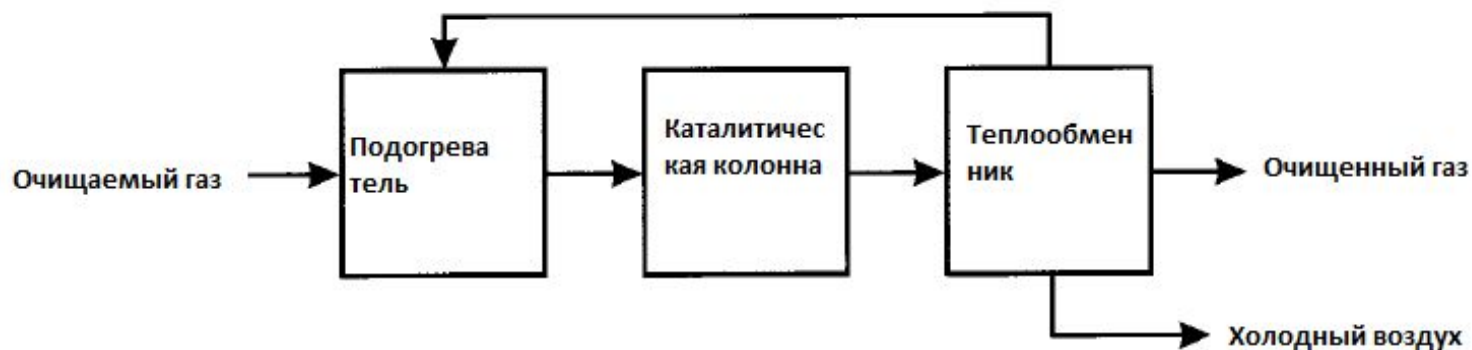 Очищаемый газ
Подогрева
тель
Каталитичес
кая колонна
Теплообмен
ник
Очищенный газ
Холодный воздух